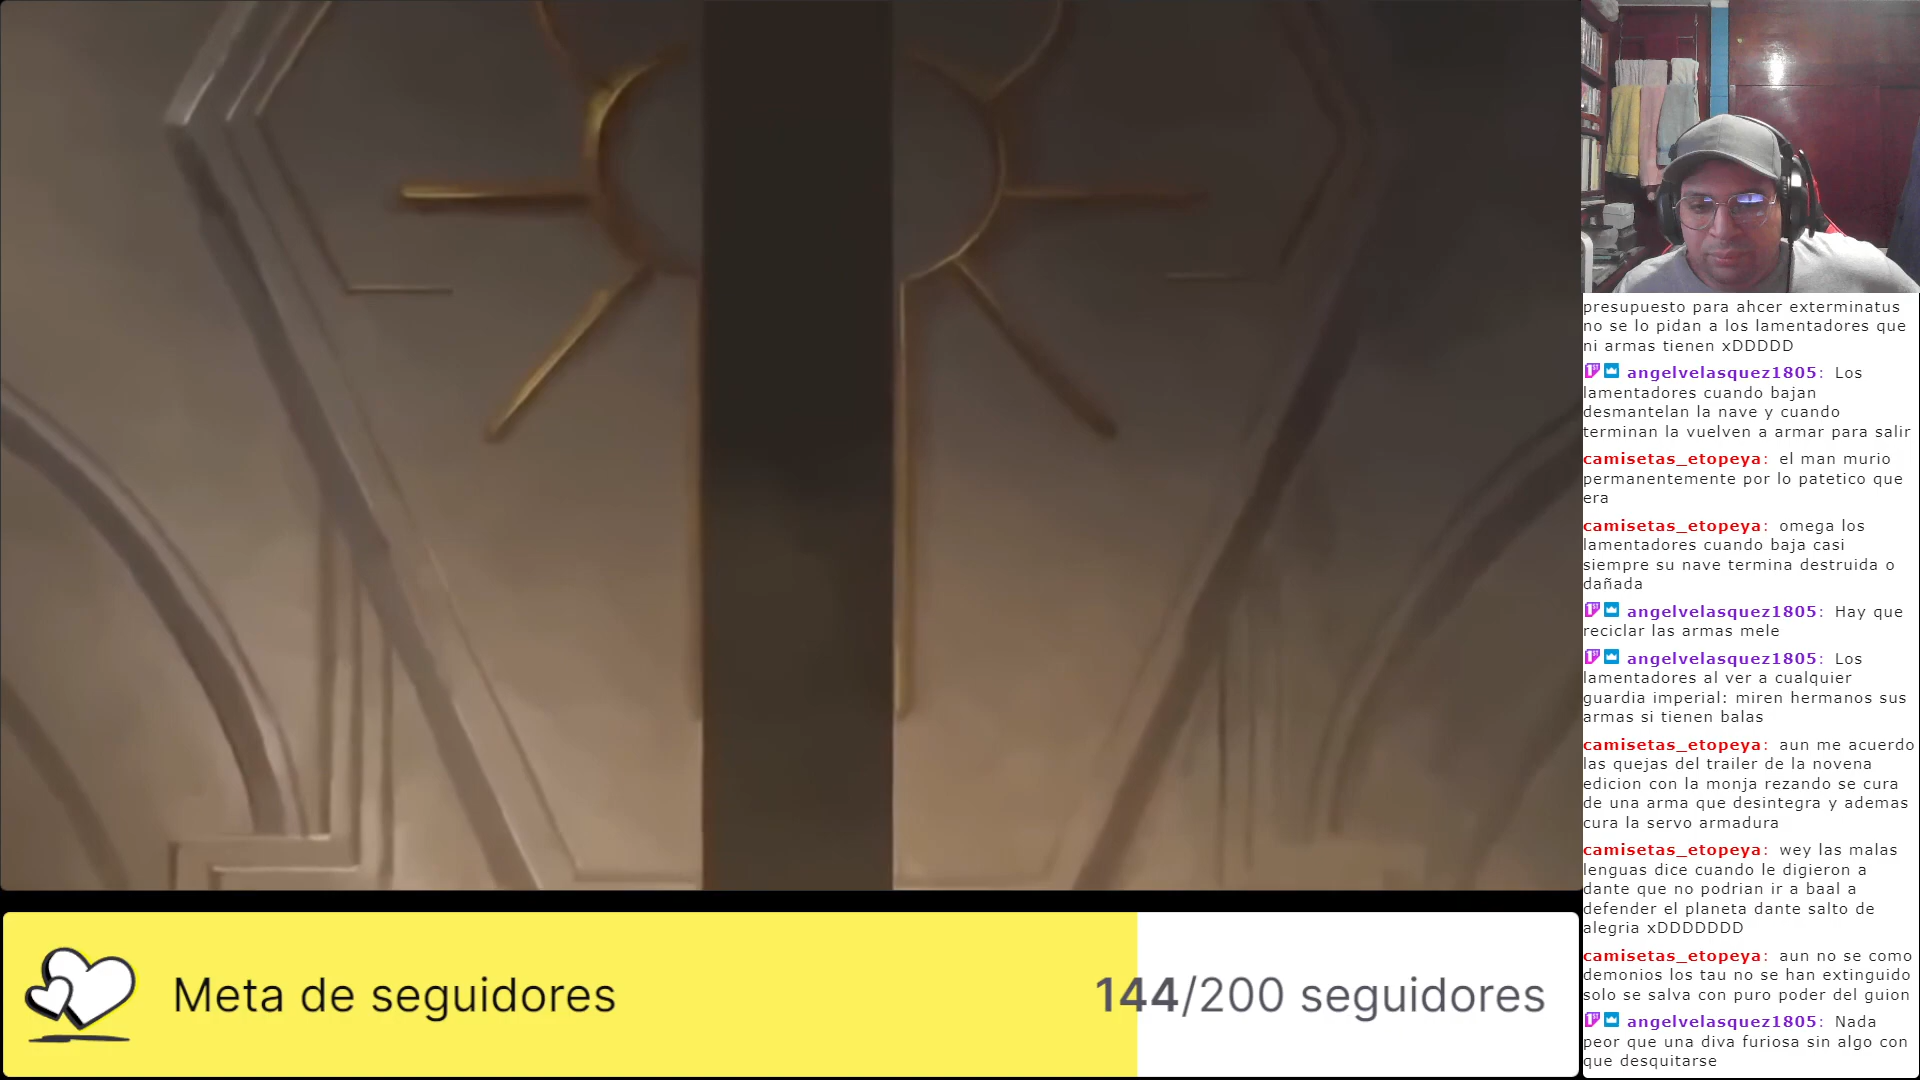 presupuesto para ahcer exterminatus
no se lo pidan a los lamentadores que
ni armas tienen xDDDDD
angelvelasquez1805: Los
lamentadores cuando bajan
desmantelan la nave y cuando
terminan la vuelven a armar para salir
camisetas_etopeya: el man murio
permanentemente por lo patetico que
era
camisetas_etopeya: omega los
lamentadores cuando baja casi
siempre su nave termina destruida o
dañada
angelvelasquez1805: Hay que
reciclar las armas mele
angelvelasquez1805: Los
lamentadores al ver a cualquier
guardia imperial: miren hermanos sus
armas si tienen balas
camisetas_etopeya: aun me acuerdo
las quejas del trailer de la novena
edicion con la monja rezando se cura
de una arma que desintegra y ademas
cura la servo armadura
camisetas_etopeya: wey las malas
lenguas dice cuando le digieron a
dante que no podrian ir a baal a
defender el planeta dante salto de
alegria xDDDDDDD
camisetas_etopeya: aun no se como
demonios los tau no se han extinguido
solo se salva con puro poder del guion
angelvelasquez1805: Nada
peor que una diva furiosa sin algo con
que desquitarse
Meta de seguidores
144/200 seguidores